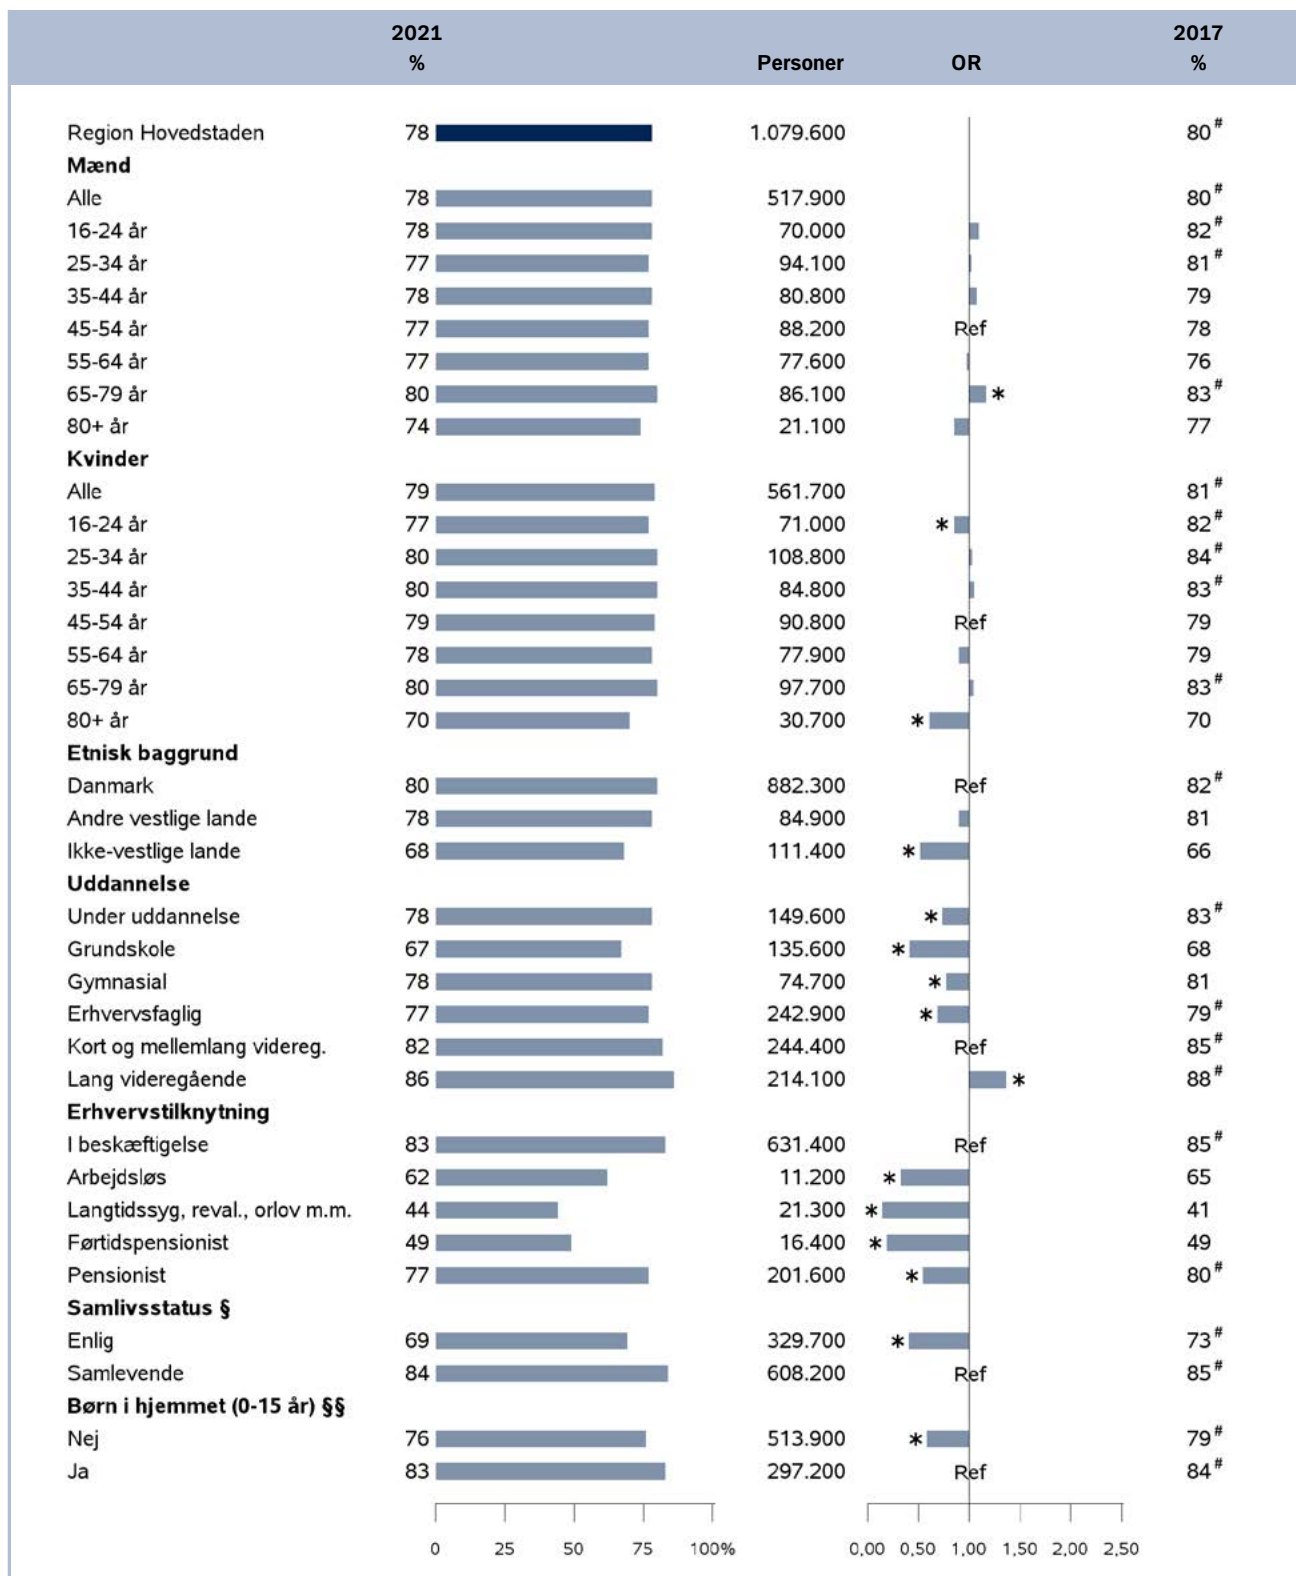 2021 2017
% Personer OR %
Region Hovedstaden 78 1.079.600 80#
Mænd
Alle 78 517.900 80#
16-24 år 78 70.000 82#
25-34 år 77 94.100 81#
35-44 år 78 80.800 79
45-54 år 77 88.200 Ref 78
55-64 år 77 77.600 76
65-79 år 80 86.100 * 83#
80+ år 74 21.100 77
Kvinder
Alle 79 561.700 81#
16-24 år 77 71.000 * 82#
25-34 år 80 108.800 84#
35-44 år 80 84.800 83#
45-54 år 79 90.800 Ref 79
55-64 år 78 77.900 79
65-79 år 80 97.700 83#
80+ år 70 30.700 * 70
Etnisk baggrund
Danmark 80 882.300 Ref 82#
Andre vestlige lande 78 84.900 81
Ikke-vestlige lande 68 111.400 * 66
Uddannelse
Under uddannelse 78 149.600 * 83#
Grundskole 67 135.600 * 68
Gymnasial 78 74.700 * 81
Erhvervsfaglig 77 242.900 * 79#
Kort og mellemlang videreg. 82 244.400 Ref 85#
Lang videregående 86 214.100 * 88#
Erhvervstilknytning
I beskæftigelse 83 631.400 Ref 85#
Arbejdsløs 62 11.200 * 65
Langtidssyg, reval., orlov m.m. 44 21.300 * 41
Førtidspensionist 49 16.400 * 49
Pensionist 77 201.600 * 80#
Samlivsstatus §
Enlig 69 329.700 * 73#
Samlevende 84 608.200 Ref 85#
Børn i hjemmet (0-15 år) §§
Nej 76 513.900 * 79#
Ja 83 297.200 Ref 84#
0 25 50 75 100% 0,00 0,50 1,00 1,50 2,00 2,50